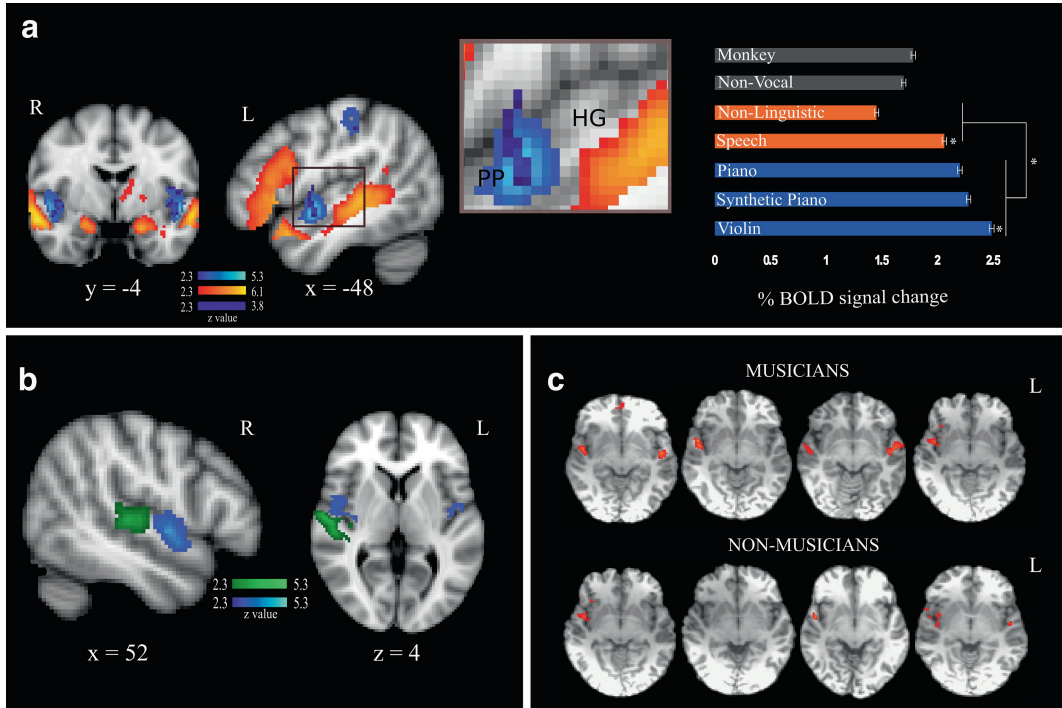 a
R
L
HG
PP
2.3 5.3
2.3 6.1
2.3 3.8
z value
y = -4
x = -48
Monkey
Non-Vocal
Non-Linguistic
Speech *
Piano
Synthetic Piano
Violin *
*
0 0.5 1 1.5 2 2.5
% BOLD signal change
b
R
L
2.3 5.3
2.3 5.3
z value
x = 52
z = 4
c
MUSICIANS
L
NON-MUSICIANS
L